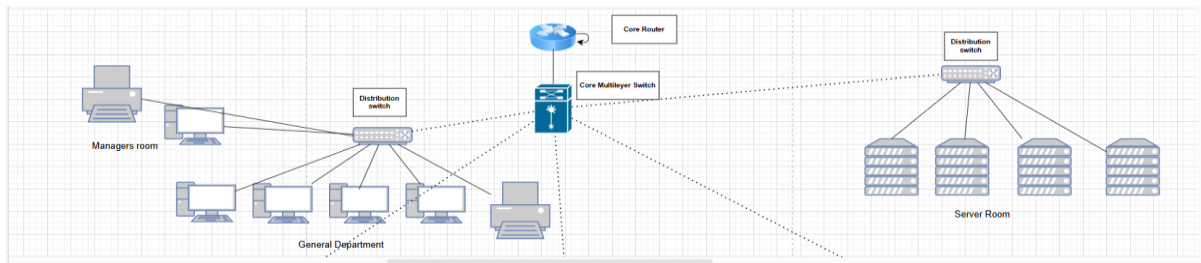 Core Router
Distribution
switch
Core Multileyer Switch
Distribution
switch
Managers room
General Department
Server Room